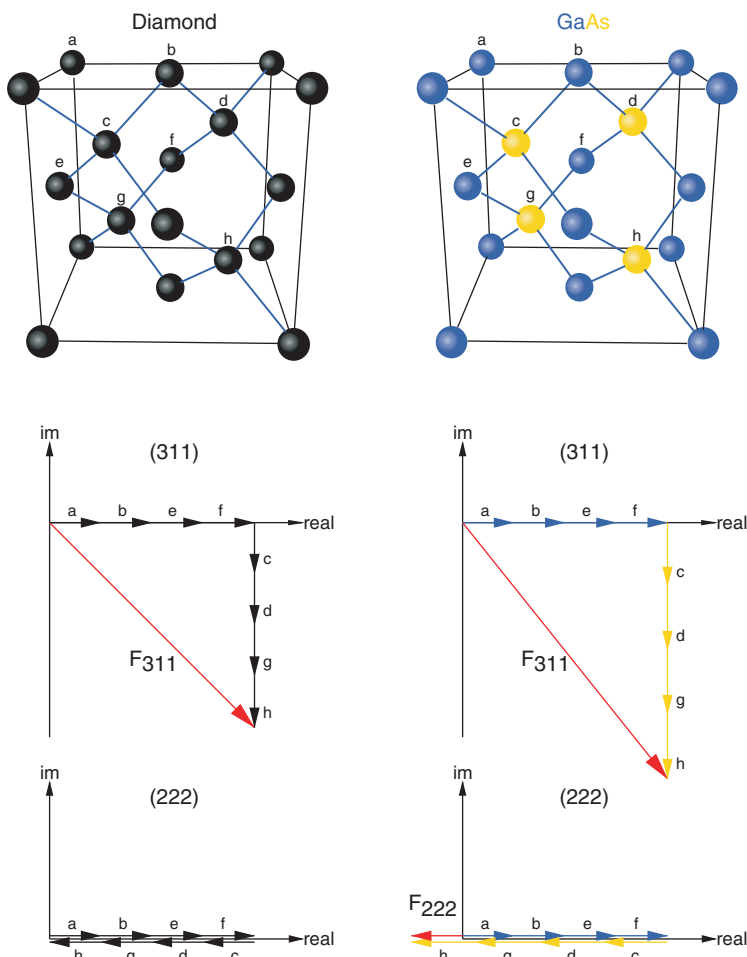 Diamond GaAs
a b a b
c d c d
f f
e e
g g
h h
im im
(311) (311)
a b e f real a b e f real
c c
d d
F311 g F311 g
h h
im im
(222) (222)
F222
a b e f real a b e f real
h g d c h g d c